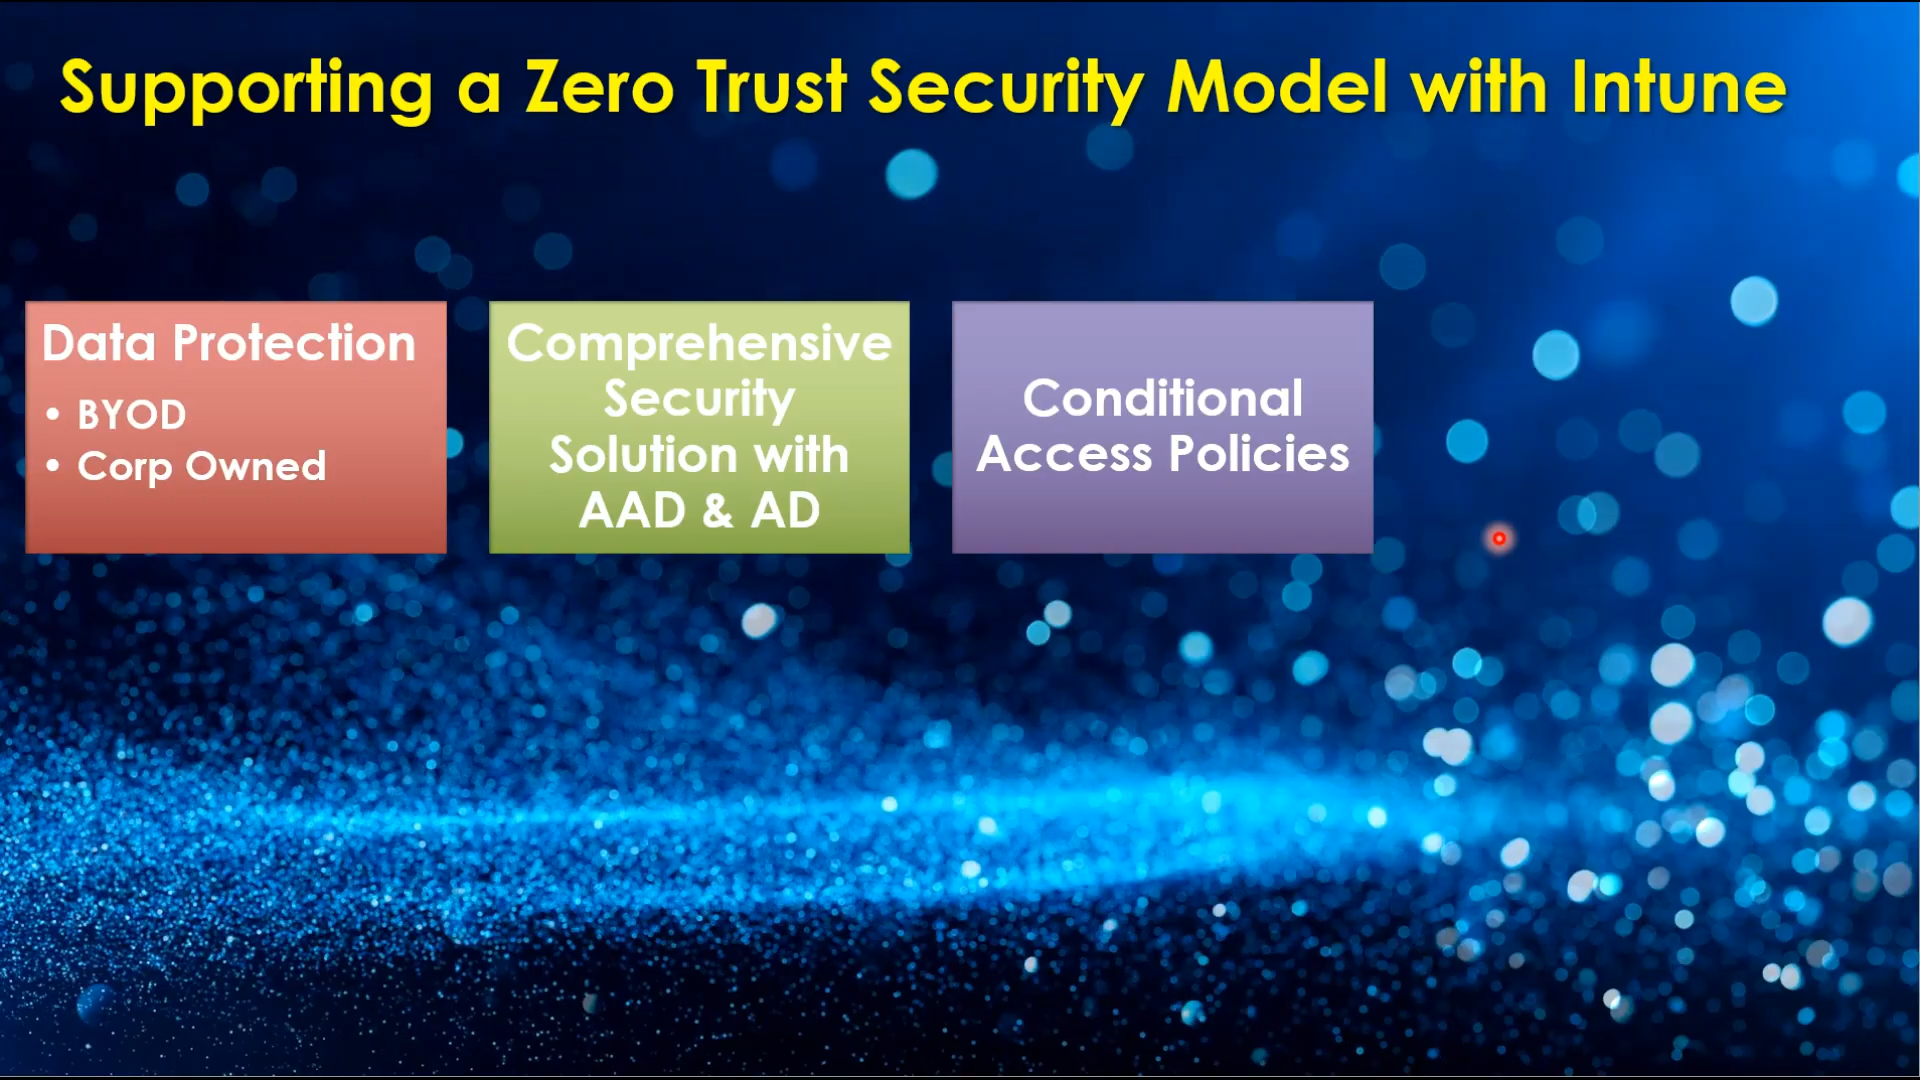 Supporting a Zero Trust Security Model with Intune
Data Protection
• BYOD
• Corp Owned
Comprehensive
Security
Solution with
AAD & AD
Conditional
Access Policies